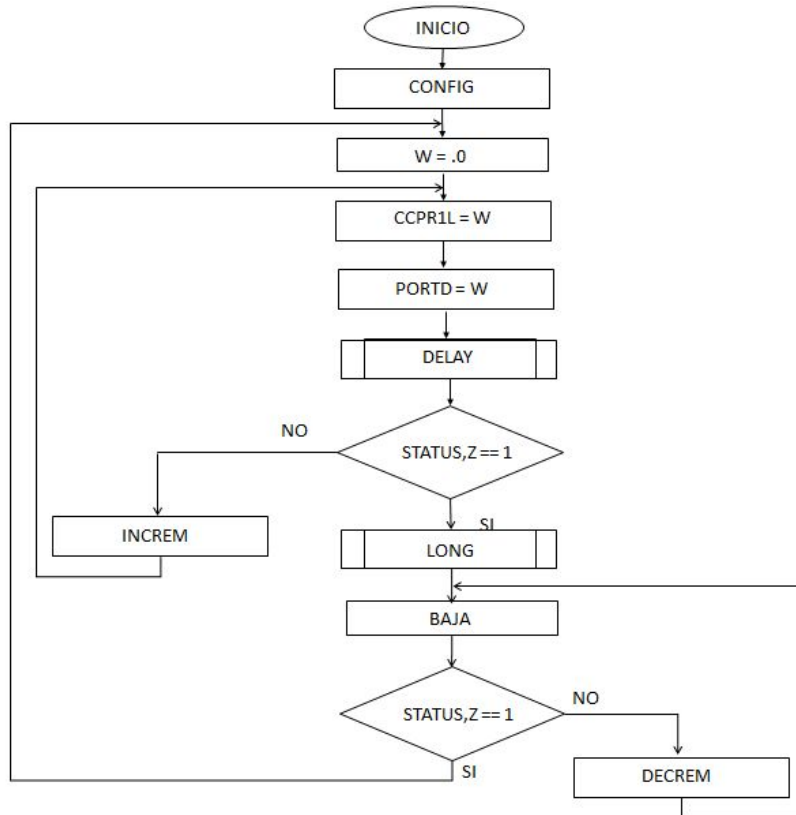 INICIO
CONFIG
W = .0
CCPR1L = W
PORTD = W
DELAY
STATUS,Z == 1
NO
SI
INCREM
LONG
BAJA
STATUS,Z == 1
NO
SI
DECREM